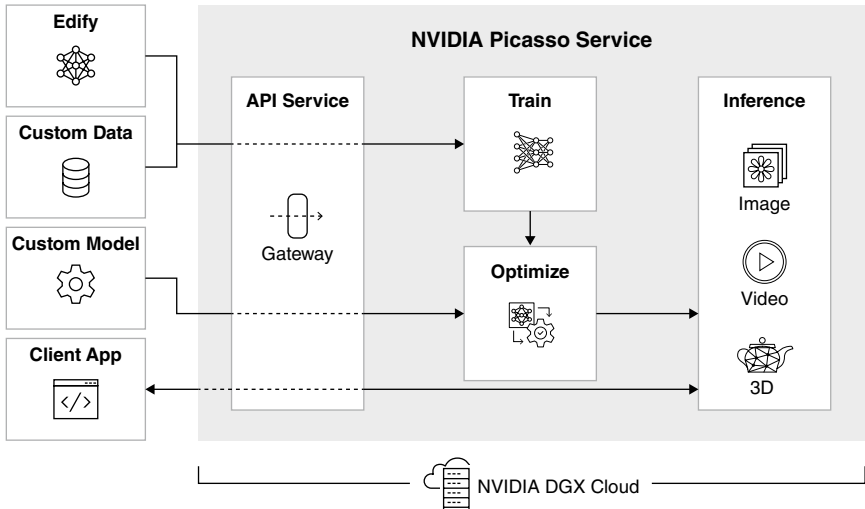 Edify
Custom Data
Custom Model
Client App
</>
NVIDIA Picasso Service
API Service
Gateway
Train
Optimize
Inference
Image
Video
3D
NVIDIA DGX Cloud